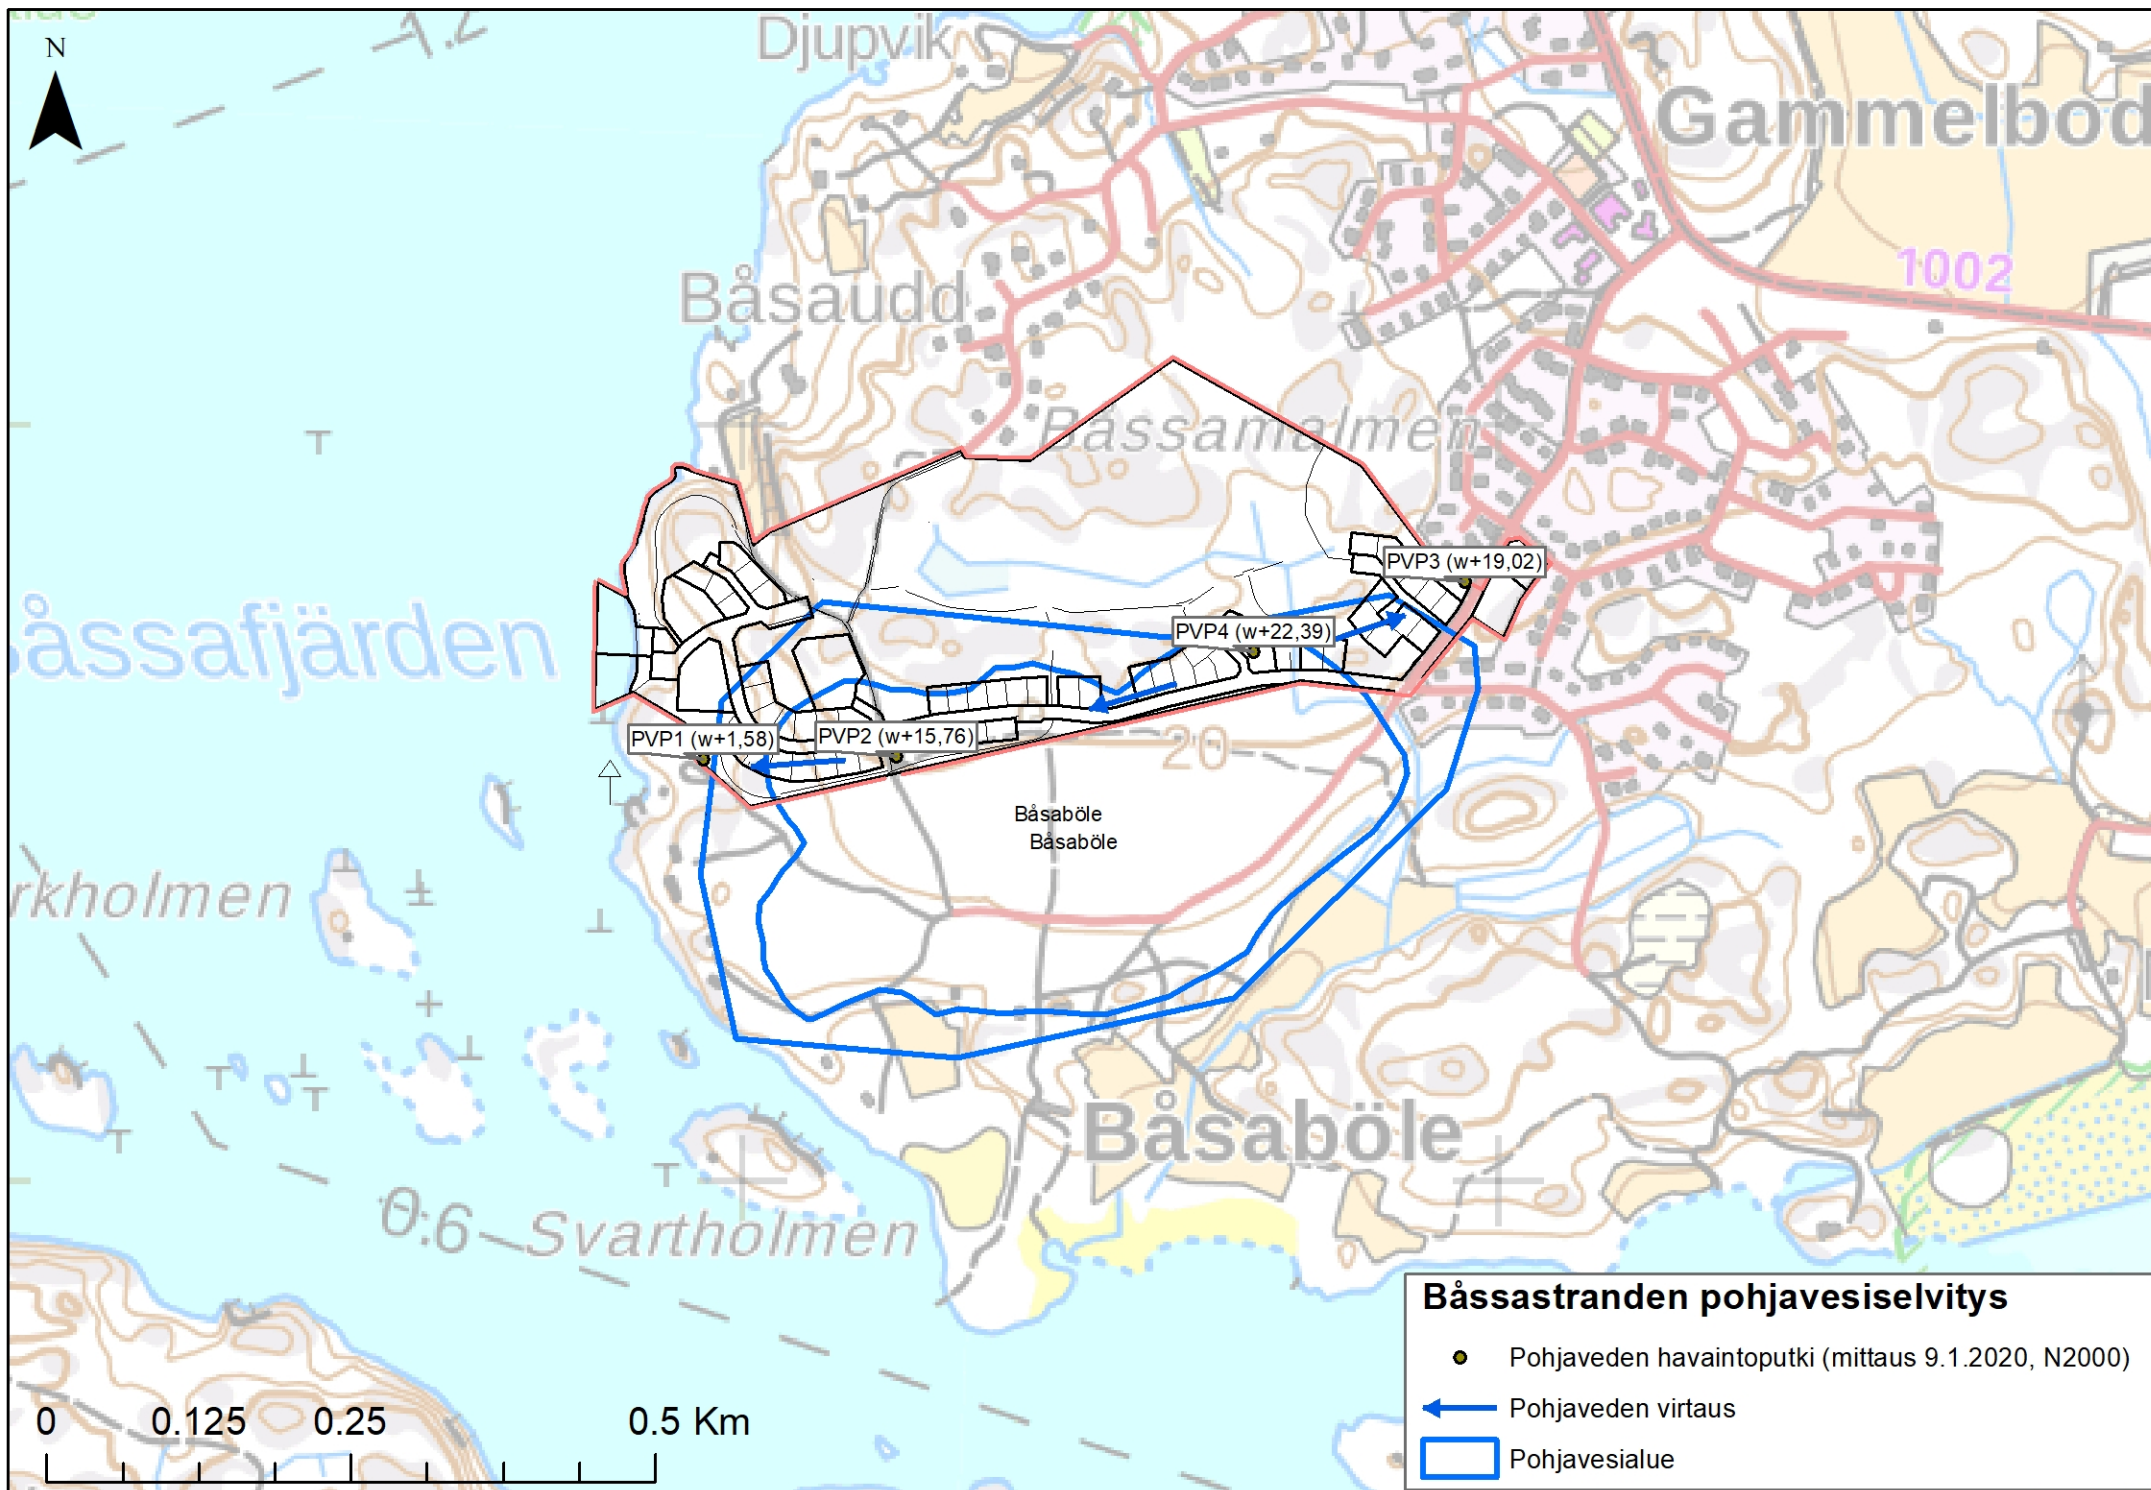 N
1.2
Djupvik
Gammelbod
1002
Båsaudd
Båssamalmen
PVP3 (w+19,02)
åssafjärden
PVP4 (w+22,39)
PVP1 (w+1,58)
PVP2 (w+15,76)
20
Båsaböle
Båsaböle
rkholmen
Båsaböle
0.6
Svartholmen
Båssastranden pohjavesiselvitys
Pohjaveden havaintoputki (mittaus 9.1.2020, N2000)
Pohjaveden virtaus
Pohjavesialue
0 0.125 0.25 0.5 Km